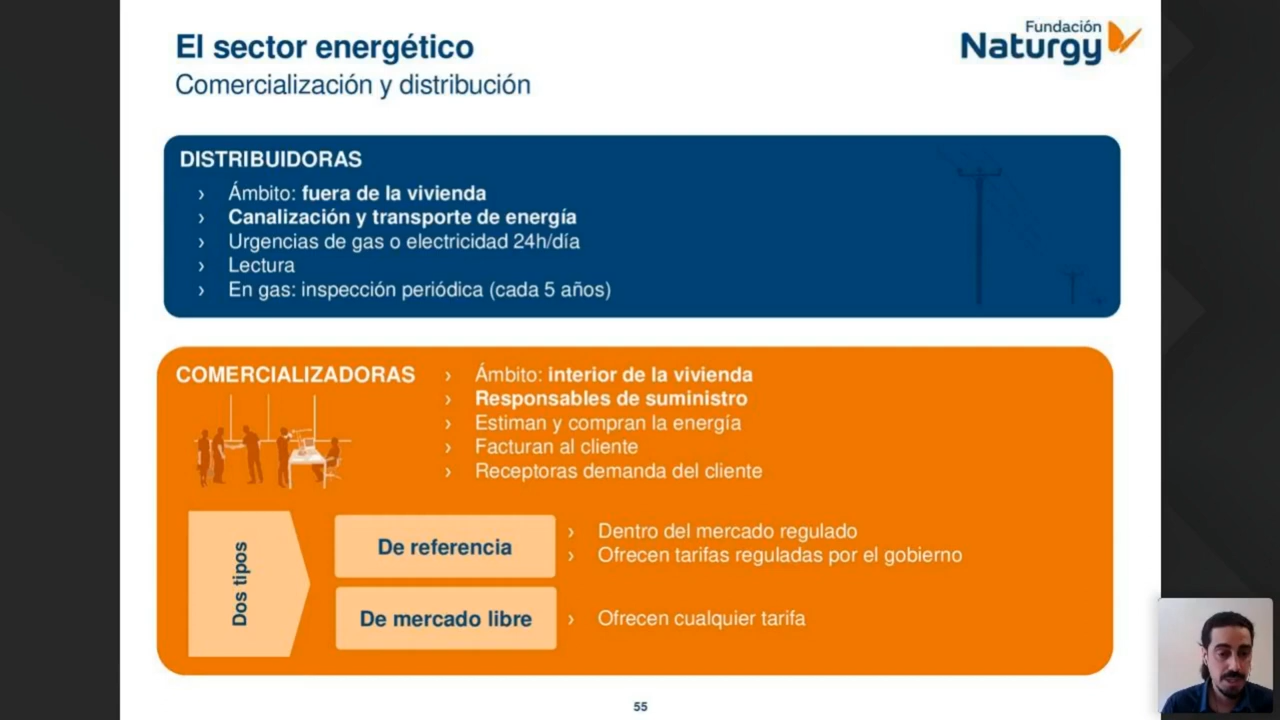 El sector energético
Comercialización y distribución
Fundación
Naturgy
DISTRIBUIDORAS
› Ámbito: fuera de la vivienda
› Canalización y transporte de energía
› Urgencias de gas o electricidad 24h/día
› Lectura
› En gas: inspección periódica (cada 5 años)
COMERCIALIZADORAS
› Ámbito: interior de la vivienda
› Responsables de suministro
› Estiman y compran la energía
› Facturan al cliente
› Receptoras demanda del cliente
Dos tipos
De referencia
› Dentro del mercado regulado
› Ofrecen tarifas reguladas por el gobierno
De mercado libre
› Ofrecen cualquier tarifa
55